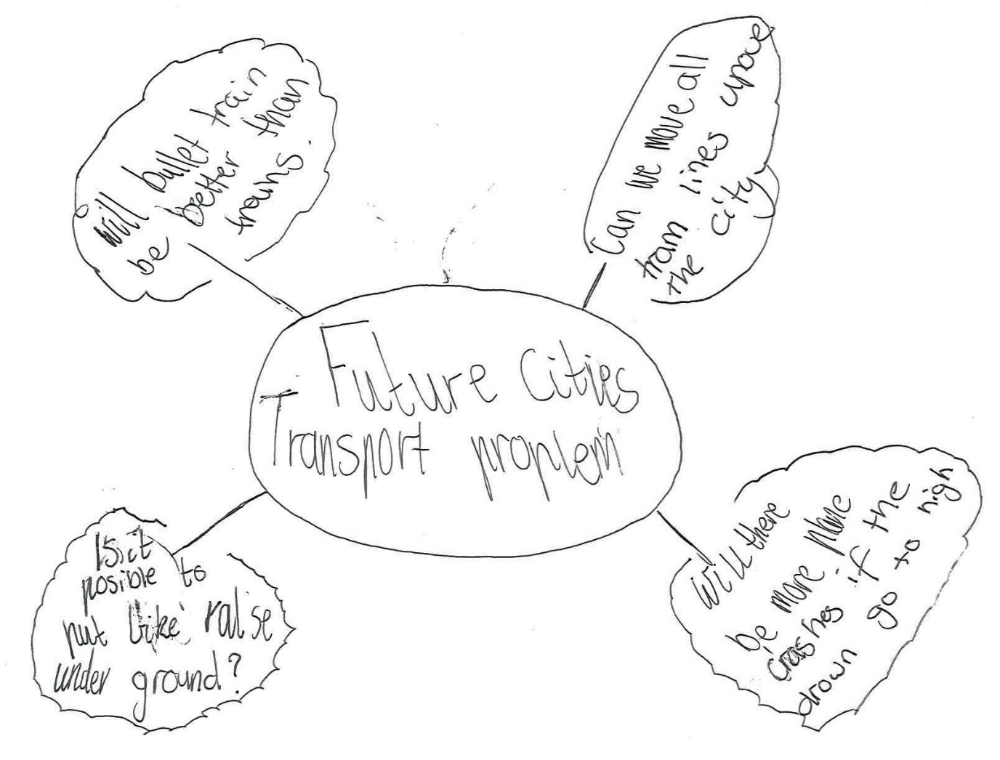 Will bullet train
be better than
trains.
Can we move all
tram lines upove
the city
Future Cities
Transport proplem
Is it
posible to
put bike ralse
under ground?
Will there
be more plane
crashes if the
drown go to high